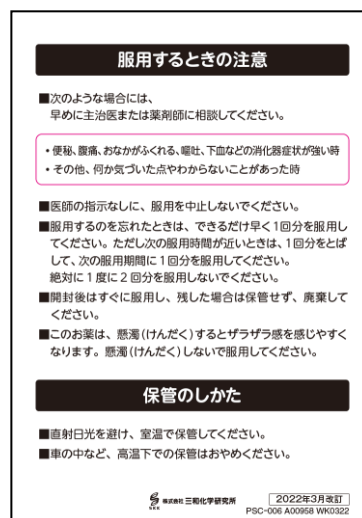 服用するときの注意
■次のような場合には、
早めに主治医または薬剤師に相談してください。
・便秘、腹痛、おなかがふくれる、嘔吐、下血などの消化器症状が強い時
・その他、何か気づいた点やわからないことがあった時
■医師の指示なしに、服用を中止しないでください。
■服用するのを忘れたときは、できるだけ早く1回分を服用し
てください。ただし次の服用時間が近いときは、1回分をとば
して、次の服用期間に1回分を服用してください。
絶対に1度に2回分を服用しないでください。
■開封後はすぐに服用し、残した場合は保管せず、廃棄して
ください。
■このお薬は、懸濁(けんだく)するとザラザラ感を感じやすく
なります。懸濁(けんだく)しないで服用してください。
保管のしかた
■直射日光を避け、室温で保管してください。
■車の中など、高温下での保管はおやめください。
SKK 株式会社 三和化学研究所
2022年3月改訂
PSC-006 A00958 WK0322